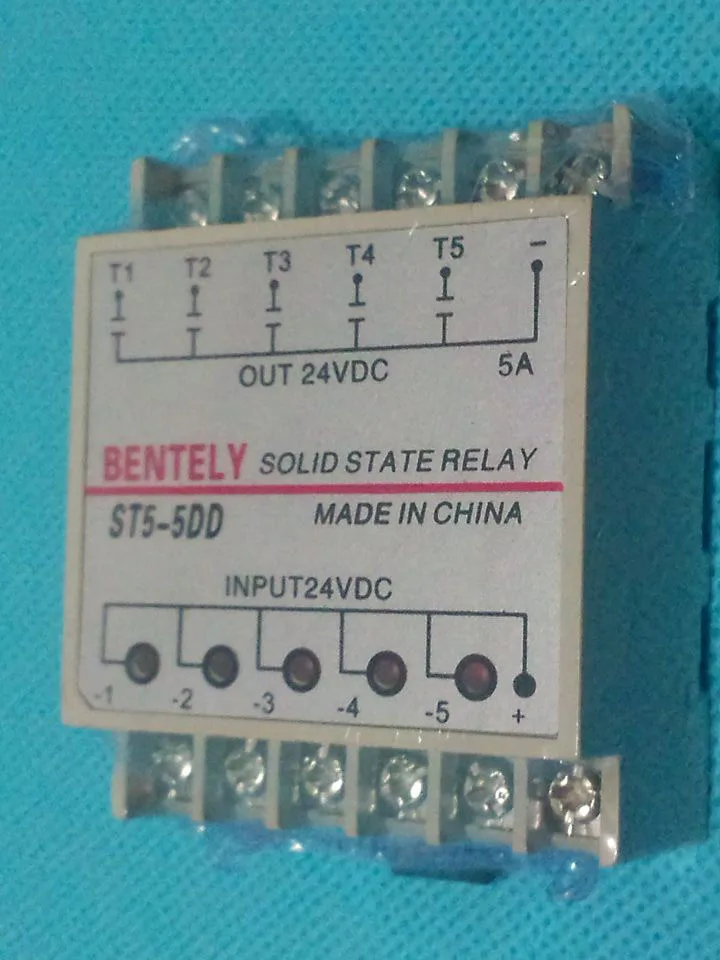 T1 T2 T3 T4 T5 -
OUT 24VDC 5A
BENTELY SOLID STATE RELAY
ST5-5DD MADE IN CHINA
INPUT24VDC
-1 -2 -3 -4 -5 +